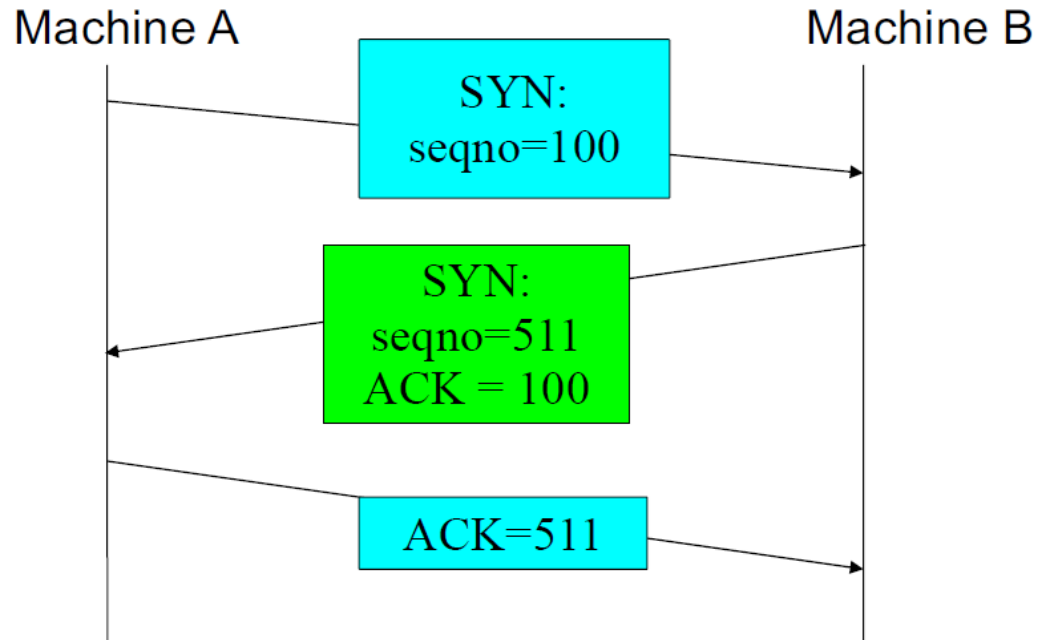 Machine A
Machine B
SYN:
seqno=100
SYN:
seqno=511
ACK = 100
ACK=511